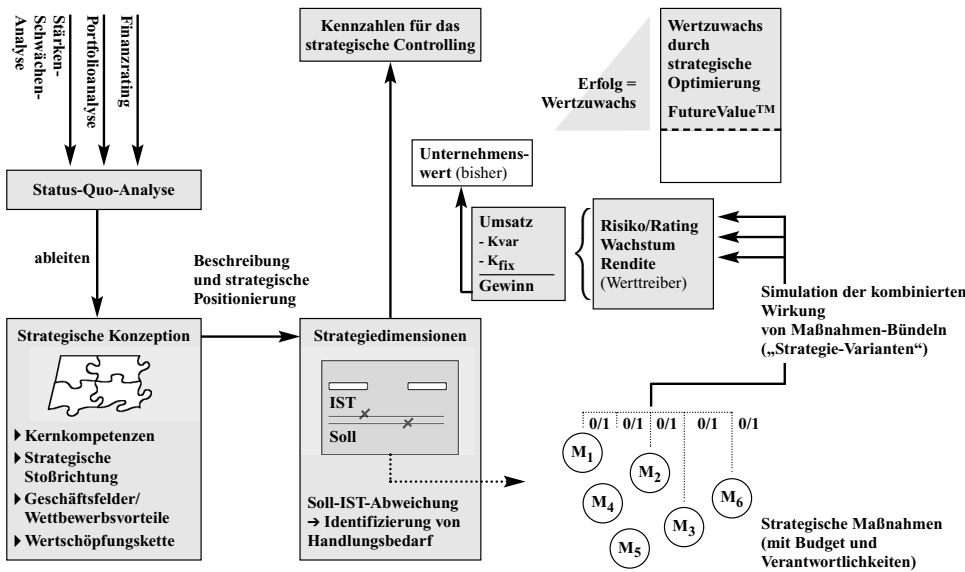 Stärken-
Schwächen-
Analyse
Portfolioanalyse
Finanzrating
Status-Quo-Analyse
ableiten
Beschreibung
und strategische
Positionierung
Strategische Konzeption
Kernkompetenzen
Strategische
Stoßrichtung
Geschäftsfelder/
Wettbewerbsvorteile
Wertschöpfungskette
Kennzahlen für das
strategische Controlling
Strategiedimensionen
IST
Soll
Soll-IST-Abweichung
➔ Identifizierung von
Handlungsbedarf
Erfolg =
Wertzuwachs
Wertzuwachs
durch
strategische
Optimierung
FutureValue™
Unternehmens-
wert (bisher)
Umsatz
- Kvar
- Kfix
Gewinn
Risiko/Rating
Wachstum
Rendite
(Werttreiber)
Simulation der kombinierten
Wirkung
von Maßnahmen-Bündeln
(„Strategie-Varianten“)
0/1 0/1 0/1 0/1 0/1
M1
M2
M4
M6
M3
M5
Strategische Maßnahmen
(mit Budget und
Verantwortlichkeiten)